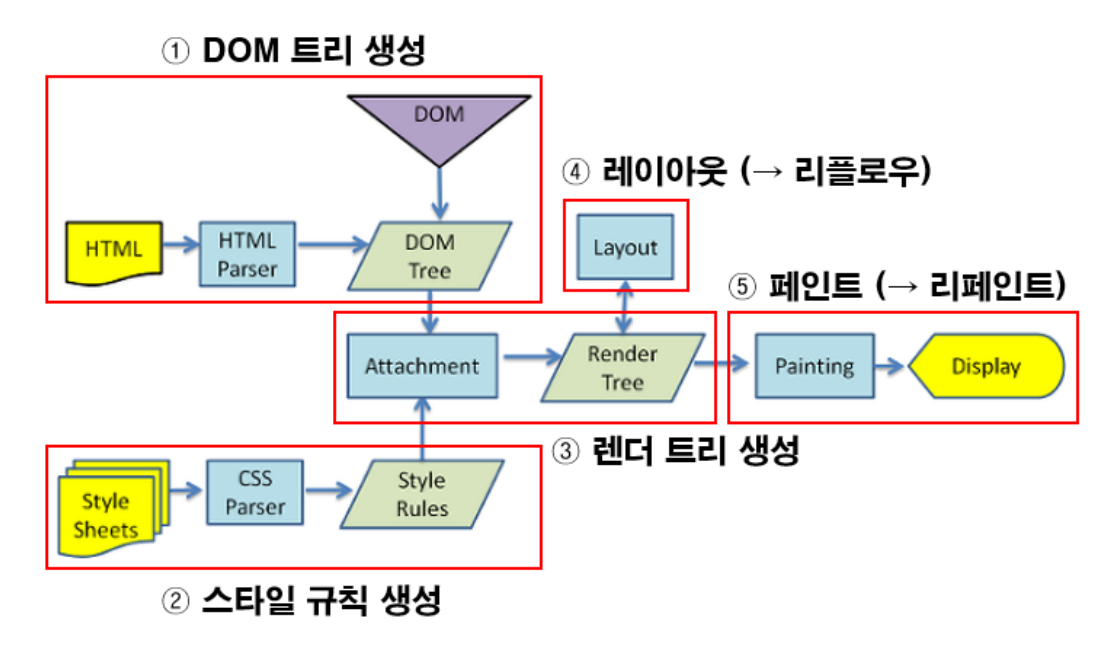 ① DOM 트리 생성
DOM
HTML
HTML
Parser
DOM
Tree
④ 레이아웃 (→ 리플로우)
Layout
⑤ 페인트 (→ 리페인트)
Attachment
Render
Tree
Painting
Display
③ 렌더 트리 생성
Style
Sheets
CSS
Parser
Style
Rules
② 스타일 규칙 생성